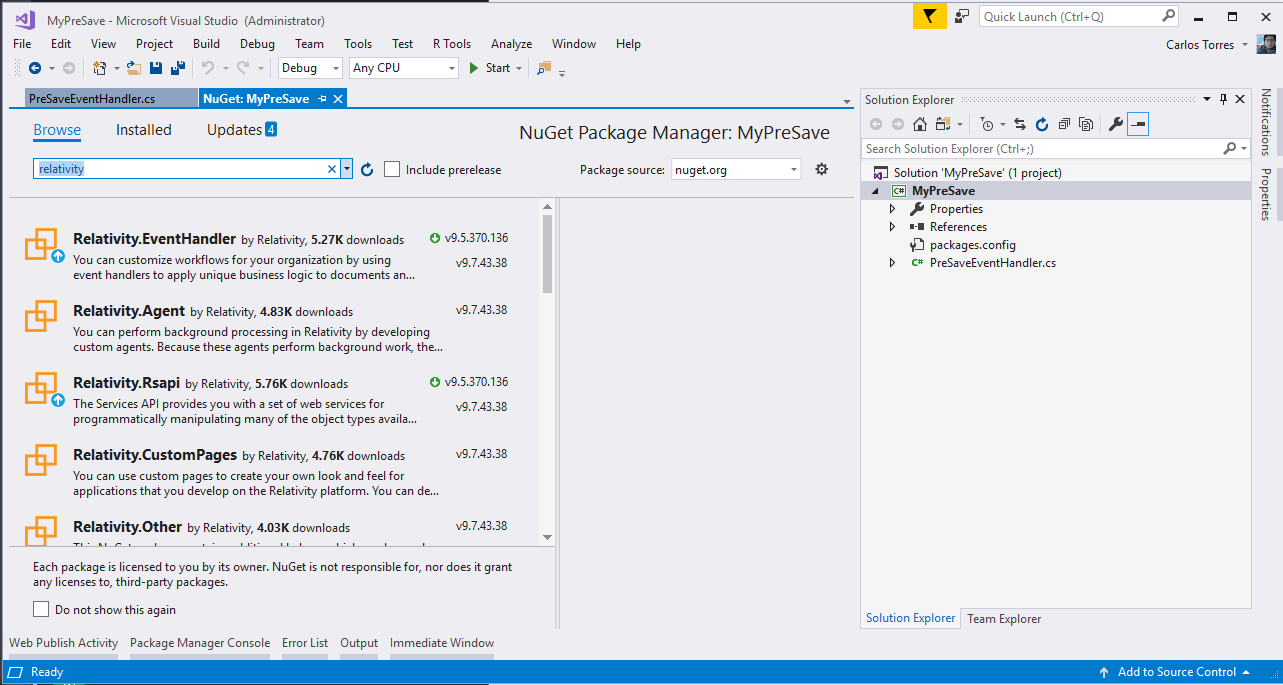 MyPreSave - Microsoft Visual Studio (Administrator)
Quick Launch (Ctrl+Q)
File Edit View Project Build Debug Team Tools Test R Tools Analyze Window Help
Carlos Torres
Debug Any CPU Start
PreSaveEventHandler.cs NuGet: MyPreSave
Browse Installed Updates 4
NuGet Package Manager: MyPreSave
relativity Include prerelease Package source: nuget.org
Relativity.EventHandler by Relativity, 5.27K downloads v9.5.370.136
You can customize workflows for your organization by using v9.7.43.38
event handlers to apply unique business logic to documents an...
Relativity.Agent by Relativity, 4.83K downloads v9.7.43.38
You can perform background processing in Relativity by developing
custom agents. Because these agents perform background work, the...
Relativity.Rsapi by Relativity, 5.76K downloads v9.5.370.136
The Services API provides you with a set of web services for v9.7.43.38
programmatically manipulating many of the object types availa...
Relativity.CustomPages by Relativity, 4.76K downloads v9.7.43.38
You can use custom pages to create your own look and feel for
applications that you develop on the Relativity platform. You can de...
Relativity.Other by Relativity, 4.03K downloads v9.7.43.38
Each package is licensed to you by its owner. NuGet is not responsible for, nor does it grant
any licenses to, third-party packages.
Do not show this again
Solution Explorer
Search Solution Explorer (Ctrl+;)
Solution 'MyPreSave' (1 project)
C# MyPreSave
Properties
References
packages.config
C# PreSaveEventHandler.cs
Solution Explorer Team Explorer
Notifications
Properties
Web Publish Activity Package Manager Console Error List Output Immediate Window
Ready
Add to Source Control